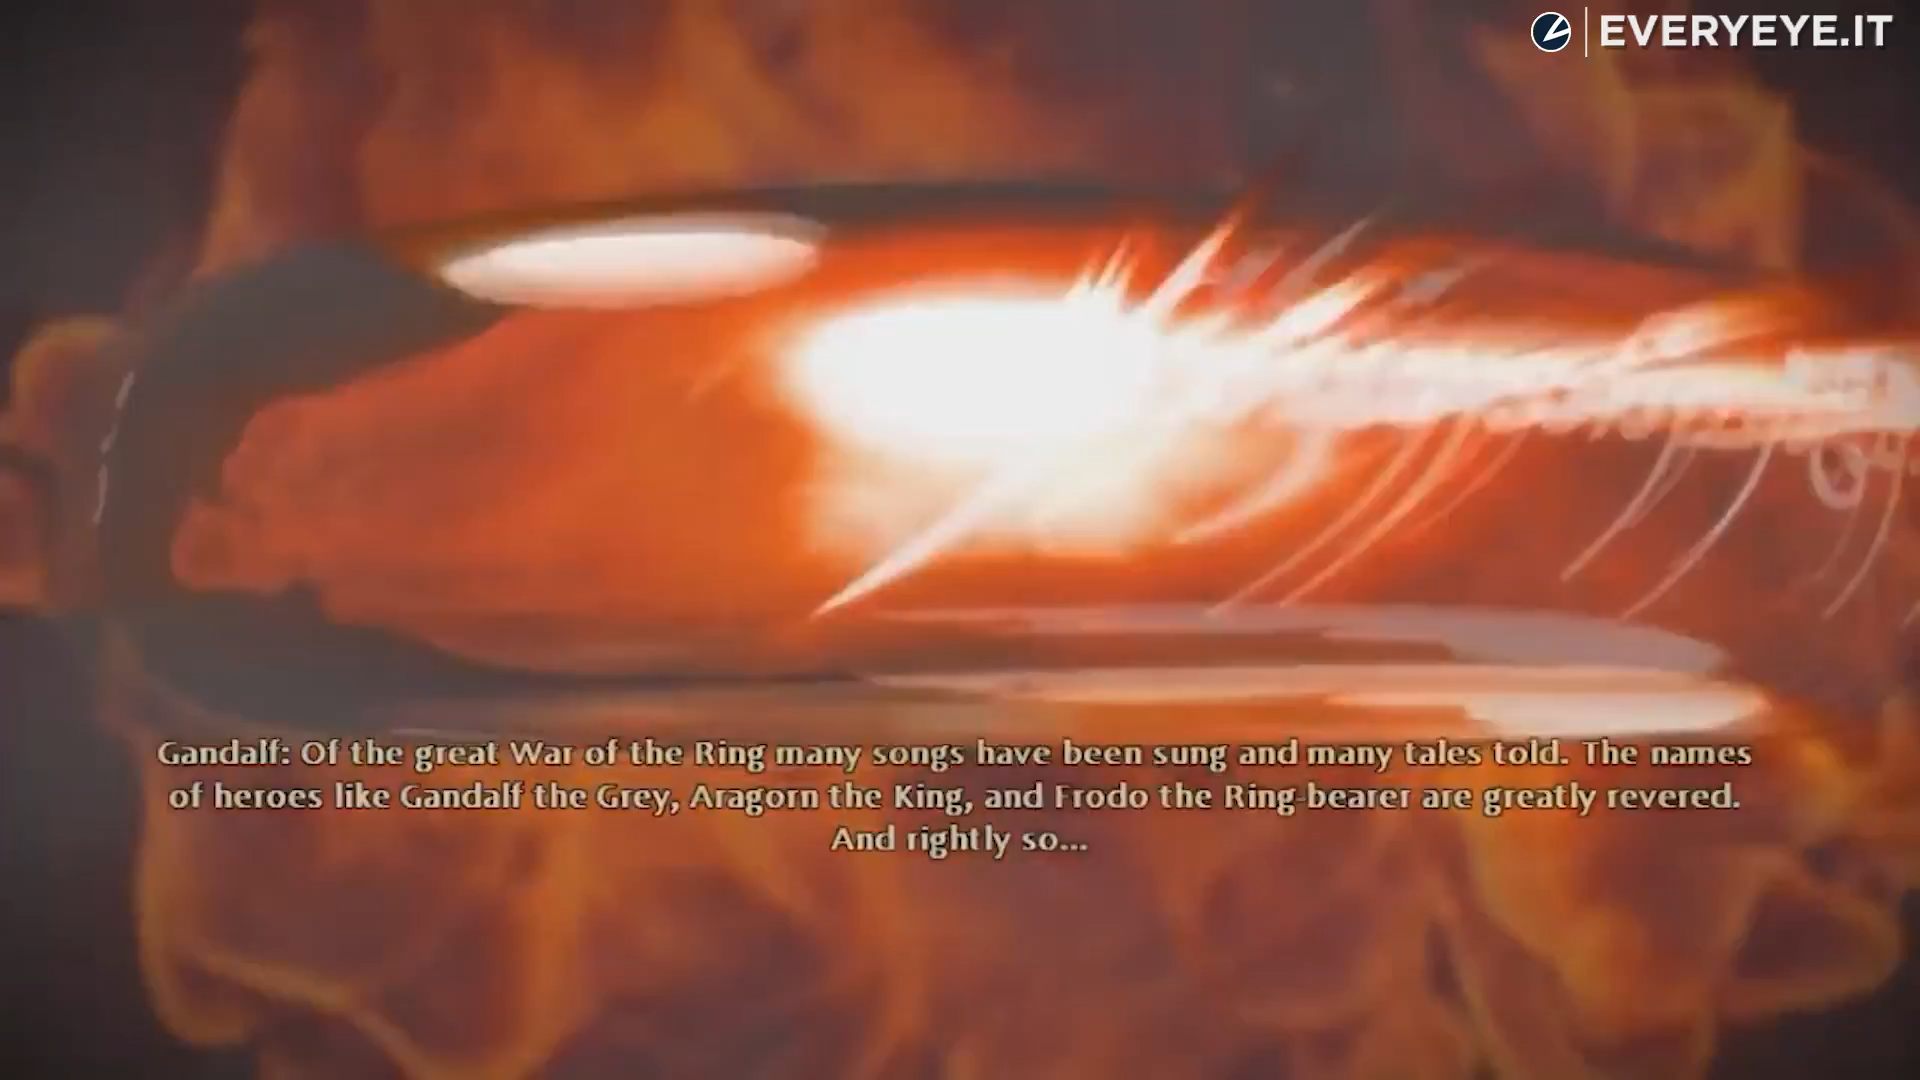 EVERYEYE.IT
Gandalf: Of the great War of the Ring many songs have been sung and many tales told. The names
of heroes like Gandalf the Grey, Aragorn the King, and Frodo the Ring-bearer are greatly revered.
And rightly so...